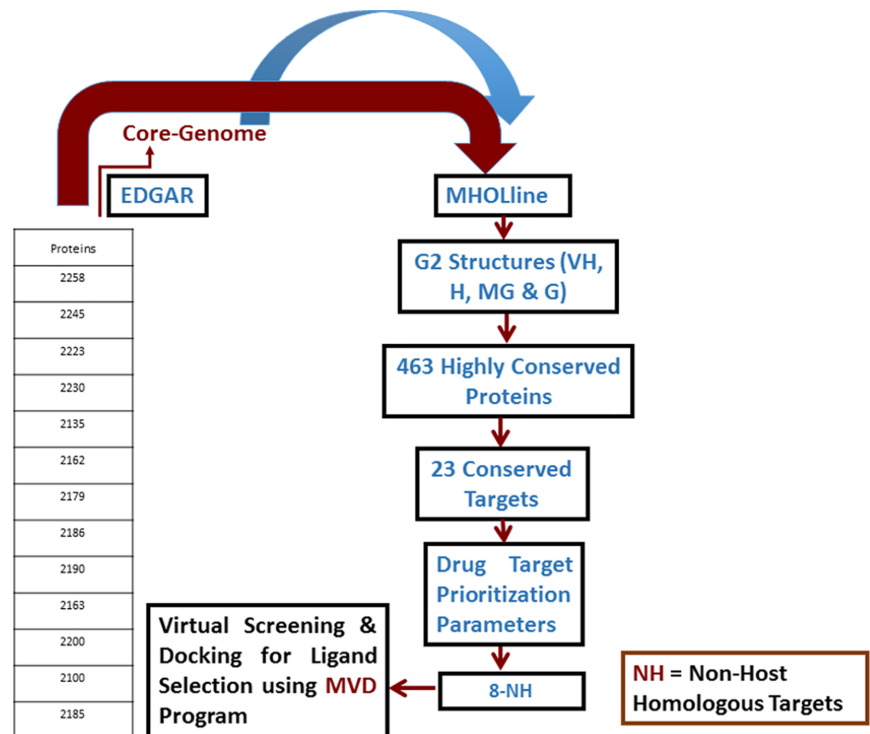 Core-Genome
EDGAR
Proteins
2258
2245
2223
2230
2135
2162
2179
2186
2190
2163
2200
2100
2185
MHOLline
G2 Structures (VH,
H, MG & G)
463 Highly Conserved
Proteins
23 Conserved
Targets
Drug Target
Prioritization
Parameters
8-NH
Virtual Screening &
Docking for Ligand
Selection using MVD
Program
NH = Non-Host
Homologous Targets